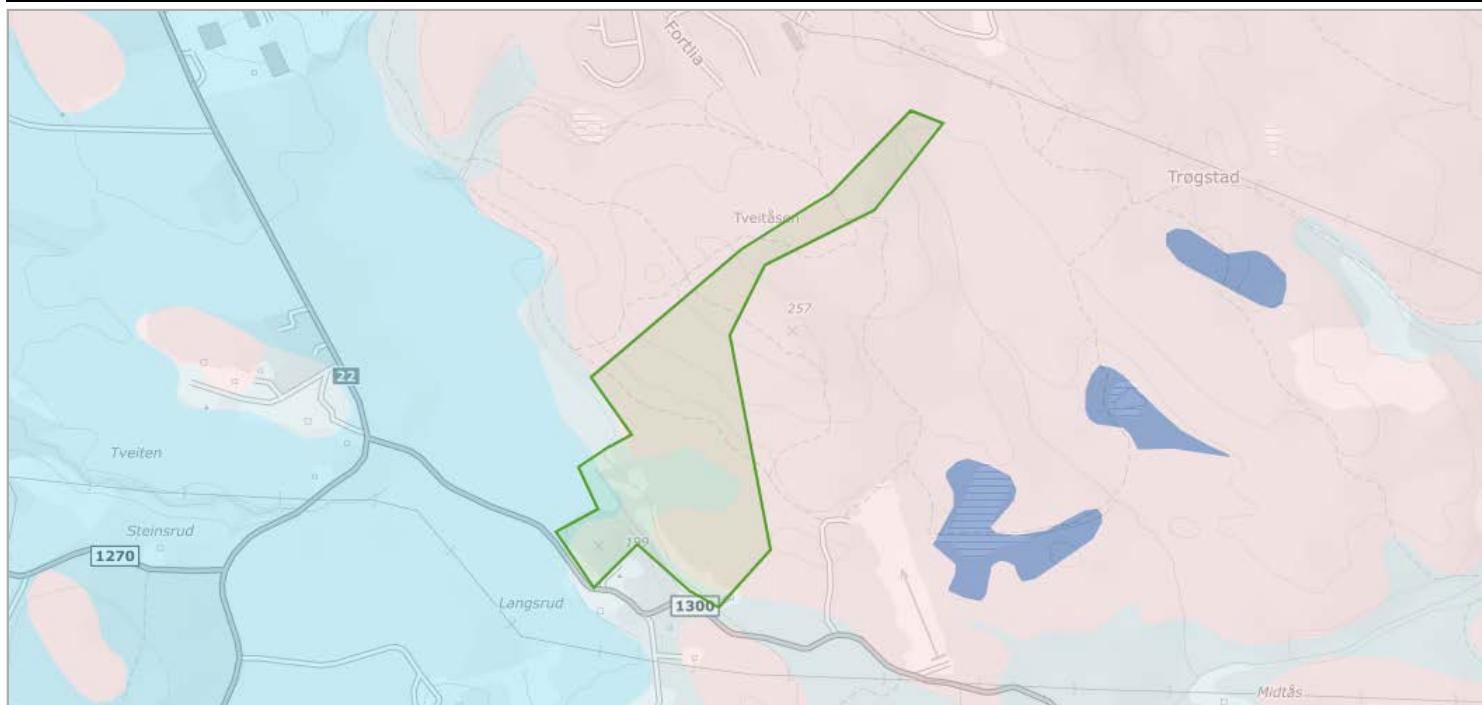 Fortlia
Trøgstad
Tveitåsen
257
22
Tveiten
Steinsrud
199
1270
Langsrud
1300
Midtås